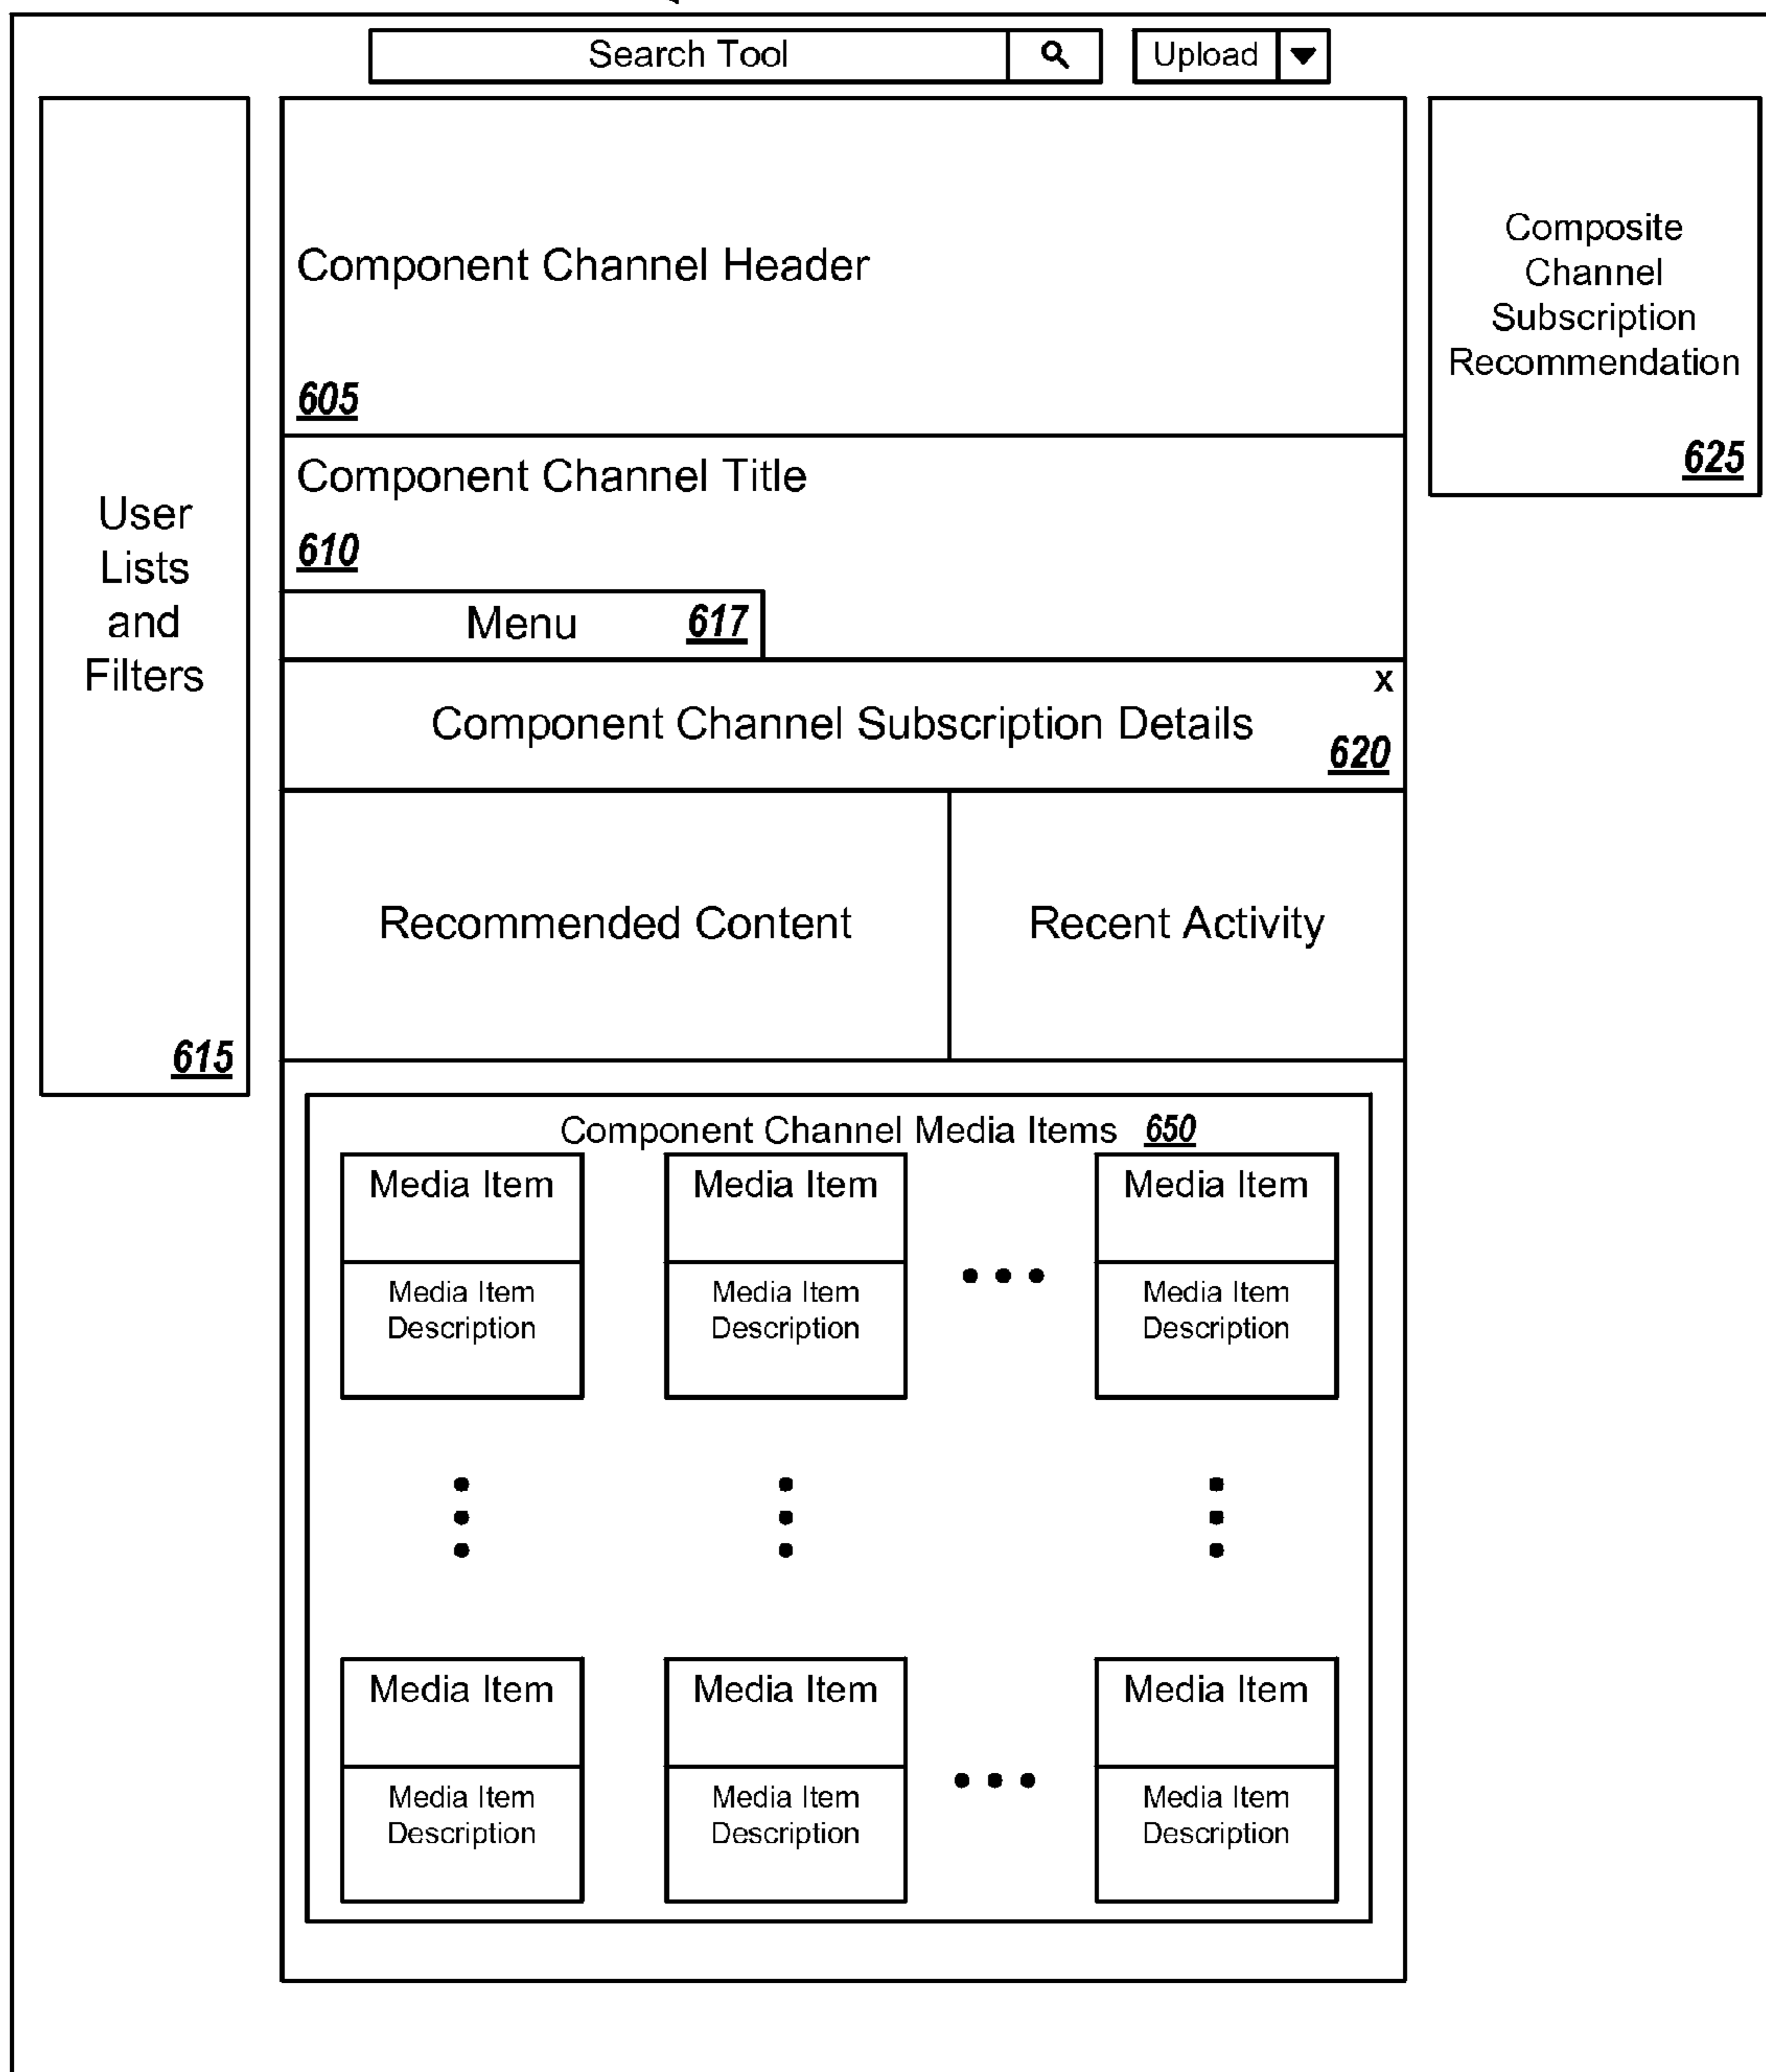 Search Tool
Upload
User
Lists
and
Filters
615
Component Channel Header
605
Component Channel Title
610
Menu 617
x
Component Channel Subscription Details
620
Recommended Content
Recent Activity
Component Channel Media Items 650
Media Item
Media Item
Description
Media Item
Media Item
Description
Media Item
Media Item
Description
Media Item
Media Item
Description
Media Item
Media Item
Description
Media Item
Media Item
Description
Composite
Channel
Subscription
Recommendation
625